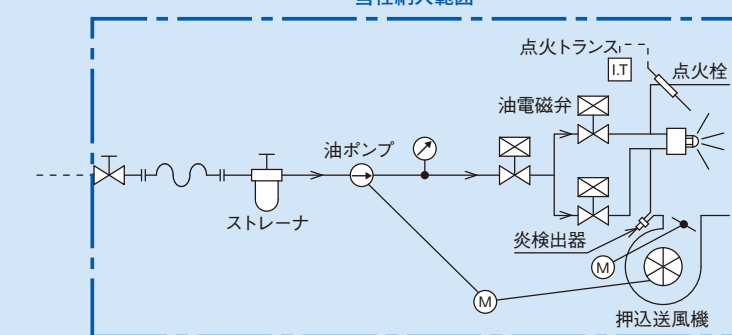 当社納入範囲
点火トランス
I.T
点火栓
油電磁弁
油ポンプ
ストレーナ
炎検出器
M
M
押込送風機